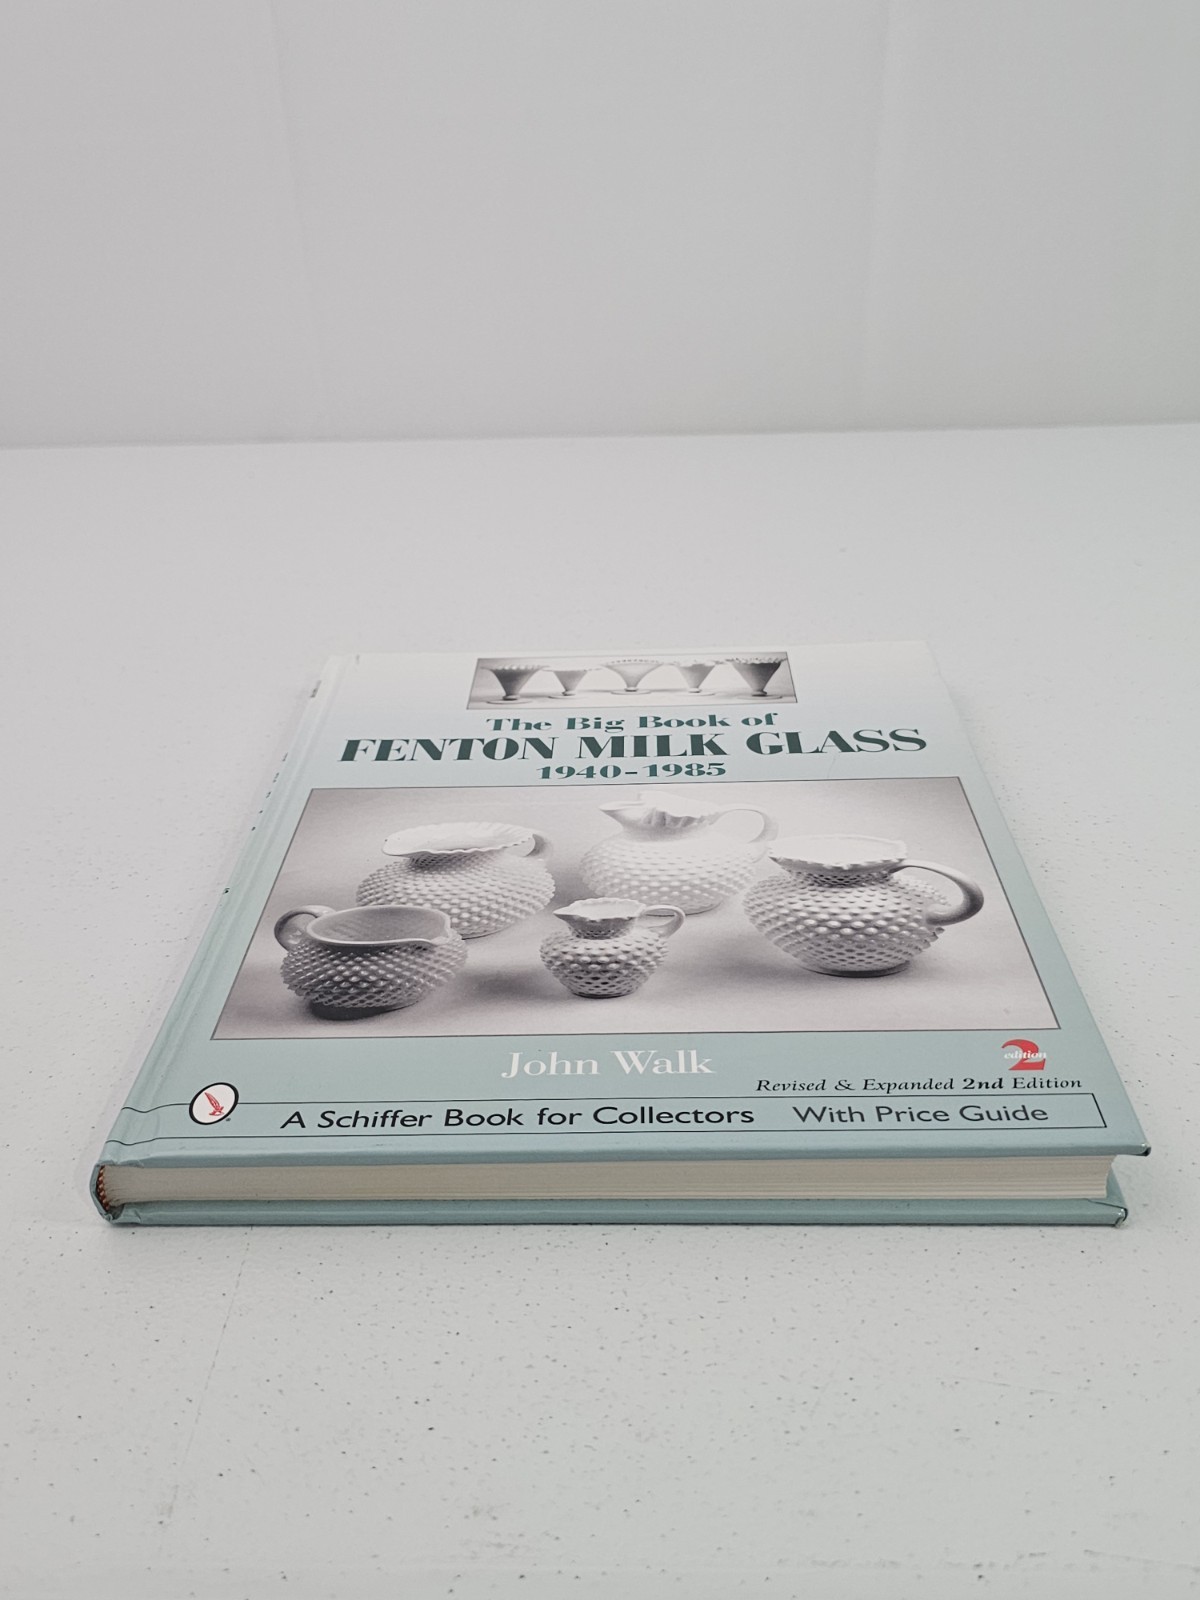 The Big Book of
FENTON MILK GLASS
1940-1985
John Walk
2
edition
Revised & Expanded 2nd Edition
A Schiffer Book for Collectors With Price Guide